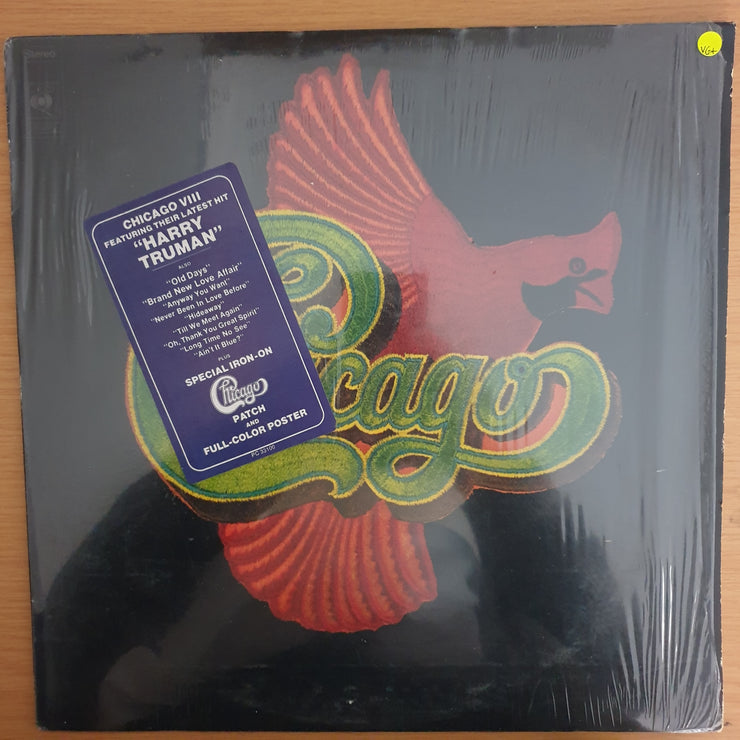 Stereo
VG+
CHICAGO VIII
FEATURING THEIR LATEST HIT
"HARRY
TRUMAN"
ALSO
"Old Days"
"Brand New Love Affair"
"Anyway You Want"
"Never Been In Love Before"
"Hideaway"
"Till We Meet Again"
"Oh, Thank You Great Spirit"
"Long Time No See"
"Ain't It Blue?"
PLUS
SPECIAL IRON-ON
Chicago
PATCH
AND
FULL-COLOR POSTER
PC 33100
cago